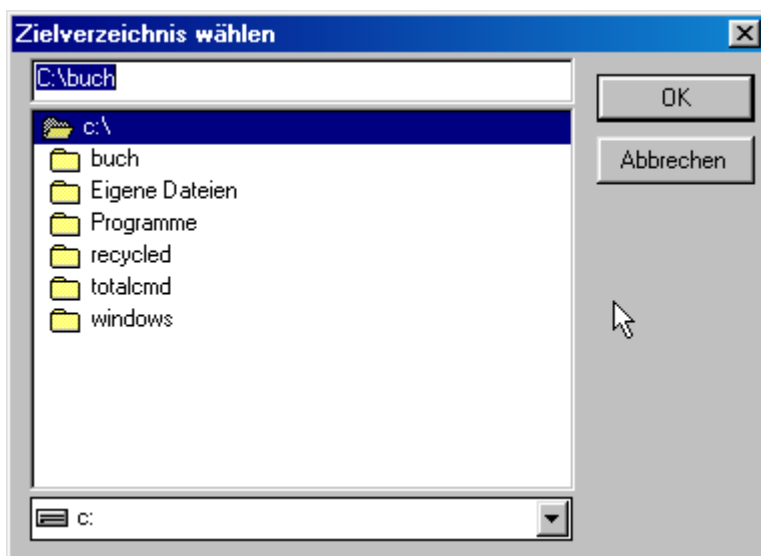 Zielverzeichnis wählen
C:\buch
OK
c:\
buch
Abbrechen
Eigene Dateien
Programme
recycled
totalcmd
windows
c: